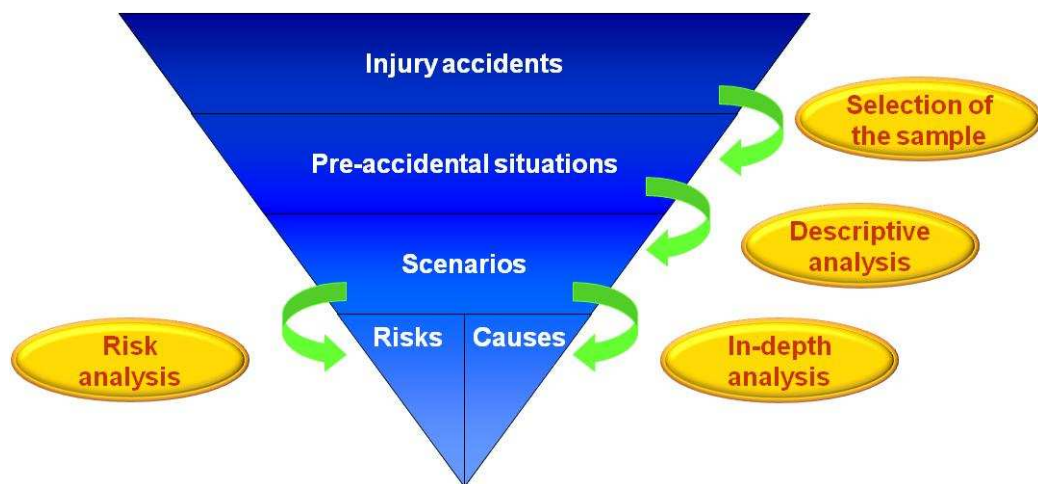 Injury accidents
Selection of
the sample
Pre-accidental situations
Descriptive
analysis
Scenarios
Risks
Causes
Risk
analysis
In-depth
analysis